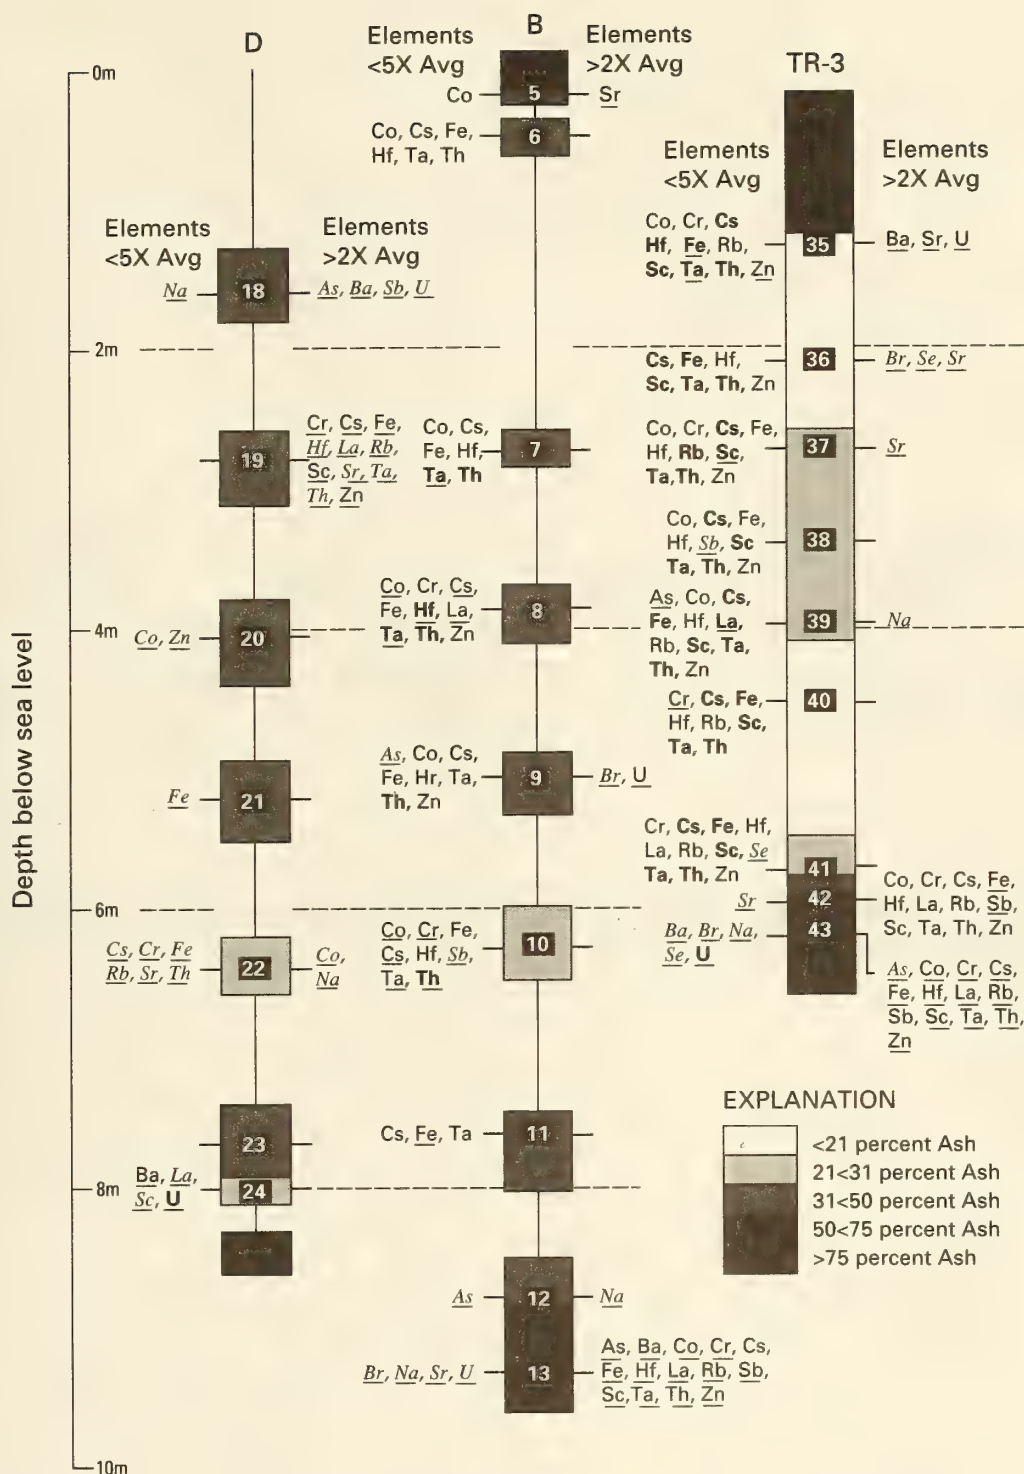 D
Elements
<5X Avg
B
Elements
>2X Avg
TR-3
0m
Co
5
Sr
Co, Cs, Fe,
Hf, Ta, Th
6
Elements
<5X Avg
Elements
>2X Avg
Elements
<5X Avg
Elements
>2X Avg
Co, Cr, Cs
Hf, Fe, Rb,
Sc, Ta, Th, Zn
35
Ba, Sr, U
Na
18
As, Ba, Sb, U
2m
Cs, Fe, Hf,
Sc, Ta, Th, Zn
36
Br, Se, Sr
19
Cr, Cs, Fe,
Hf, La, Rb,
Sc, Sr, Ta,
Th, Zn
Co, Cs,
Fe, Hf,
Ta, Th
7
Co, Cr, Cs, Fe,
Hf, Rb, Sc,
Ta,Th, Zn
37
Sr
Co, Cs, Fe,
Hf, Sb, Sc
Ta, Th, Zn
38
4m
Co, Zn
20
Co, Cr, Cs,
Fe, Hf, La,
Ta, Th, Zn
8
As, Co, Cs,
Fe, Hf, La,
Rb, Sc, Ta,
Th, Zn
39
Na
Cr, Cs, Fe,
Hf, Rb, Sc,
Ta, Th
40
Depth below sea level
Fe
21
As, Co, Cs,
Fe, Hr, Ta,
Th, Zn
9
Br, U
Cr, Cs, Fe, Hf,
La, Rb, Sc, Se
Ta, Th, Zn
41
6m
Sr
42
Co, Cr, Cs, Fe,
Hf, La, Rb, Sb,
Sc, Ta, Th, Zn
Cs, Cr, Fe
Rb, Sr, Th
22
Co,
Na
Co, Cr, Fe,
Cs, Hf, Sb,
Ta, Th
10
Ba, Br, Na,
Se, U
43
As, Co, Cr, Cs,
Fe, Hf, La, Rb,
Sb, Sc, Ta, Th,
Zn
23
Cs, Fe, Ta
11
8m
Ba, La,
Sc, U
24
EXPLANATION
<21 percent Ash
21<31 percent Ash
31<50 percent Ash
50<75 percent Ash
>75 percent Ash
As
12
Na
Br, Na, Sr, U
13
As, Ba, Co, Cr, Cs,
Fe, Hf, La, Rb, Sb,
Sc,Ta, Th, Zn
10m